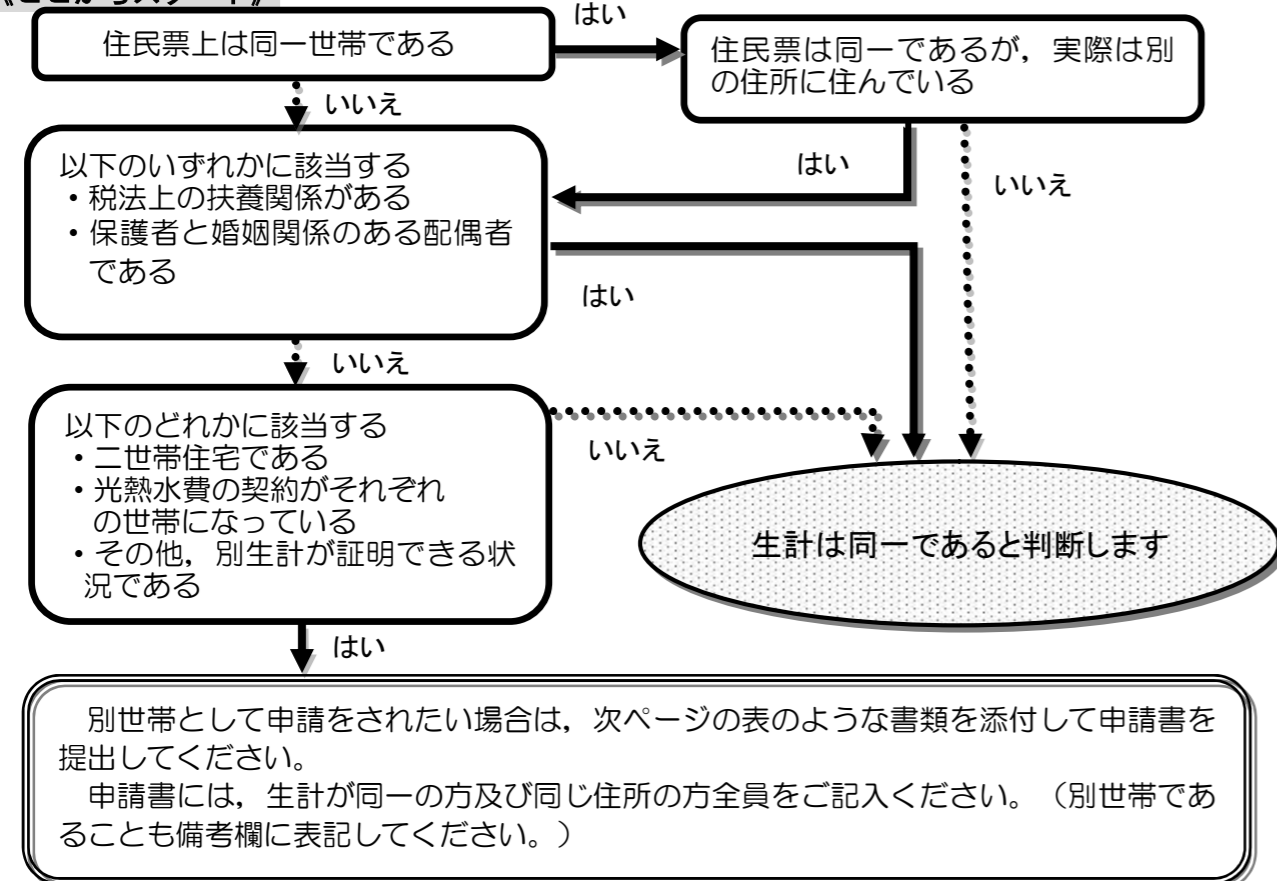 住民票上は同一世帯である
はい
住民票は同一であるが，実際は別
の住所に住んでいる
いいえ
以下のいずれかに該当する
・税法上の扶養関係がある
・保護者と婚姻関係のある配偶者
である
はい
いいえ
はい
いいえ
以下のどれかに該当する
・二世帯住宅である
・光熱水費の契約がそれぞれ
の世帯になっている
・その他，別生計が証明できる状
況である
いいえ
生計は同一であると判断します
はい
別世帯として申請をされたい場合は，次ページの表のような書類を添付して申請書を
提出してください。
申請書には，生計が同一の方及び同じ住所の方全員をご記入ください。（別世帯であ
ることも備考欄に表記してください。）